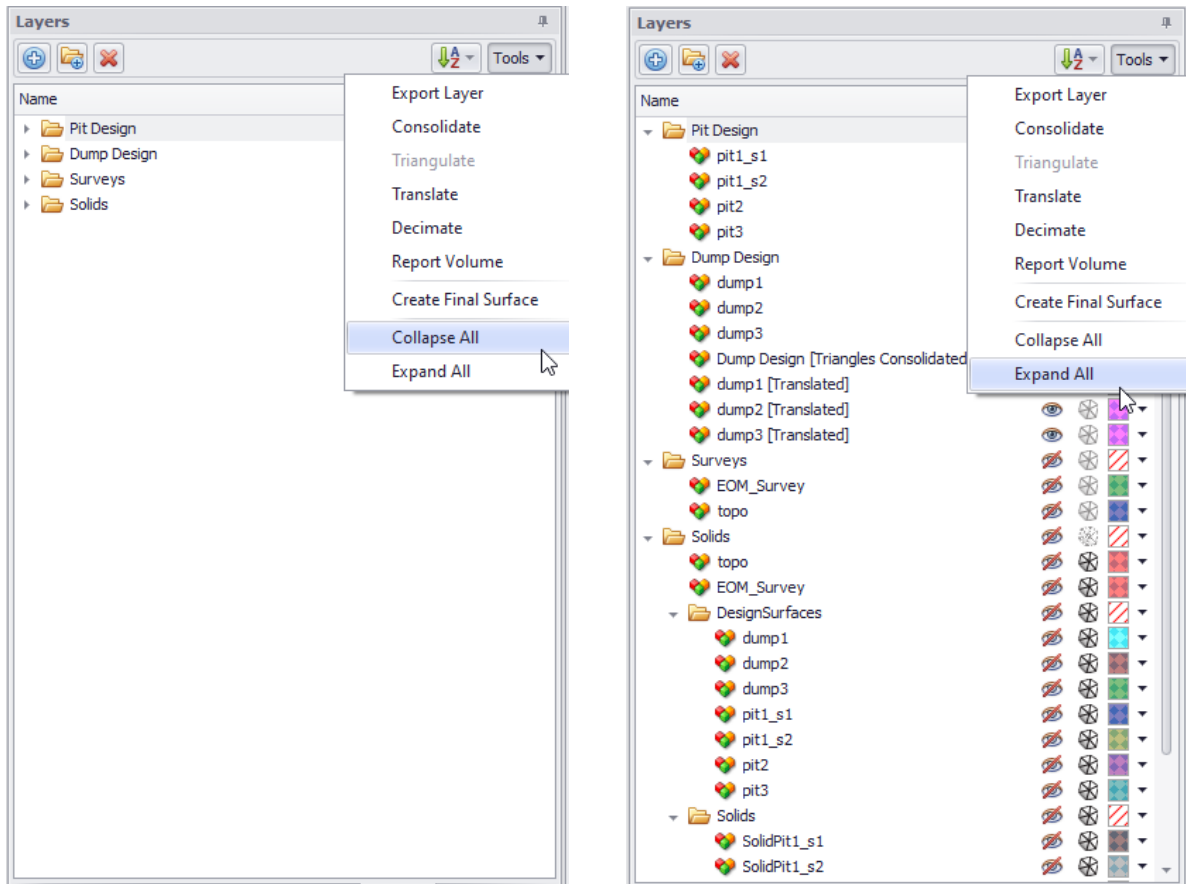 Layers
Tools
Name
Pit Design
Dump Design
Surveys
Solids
Export Layer
Consolidate
Triangulate
Translate
Decimate
Report Volume
Create Final Surface
Collapse All
Expand All
Layers
Tools
Name
Pit Design
pit1_s1
pit1_s2
pit2
pit3
Dump Design
dump1
dump2
dump3
Dump Design [Triangles Consolidated
dump1 [Translated]
dump2 [Translated]
dump3 [Translated]
Surveys
EOM_Survey
topo
Solids
topo
EOM_Survey
DesignSurfaces
dump1
dump2
dump3
pit1_s1
pit1_s2
pit2
pit3
Solids
SolidPit1_s1
SolidPit1_s2
Export Layer
Consolidate
Triangulate
Translate
Decimate
Report Volume
Create Final Surface
Collapse All
Expand All